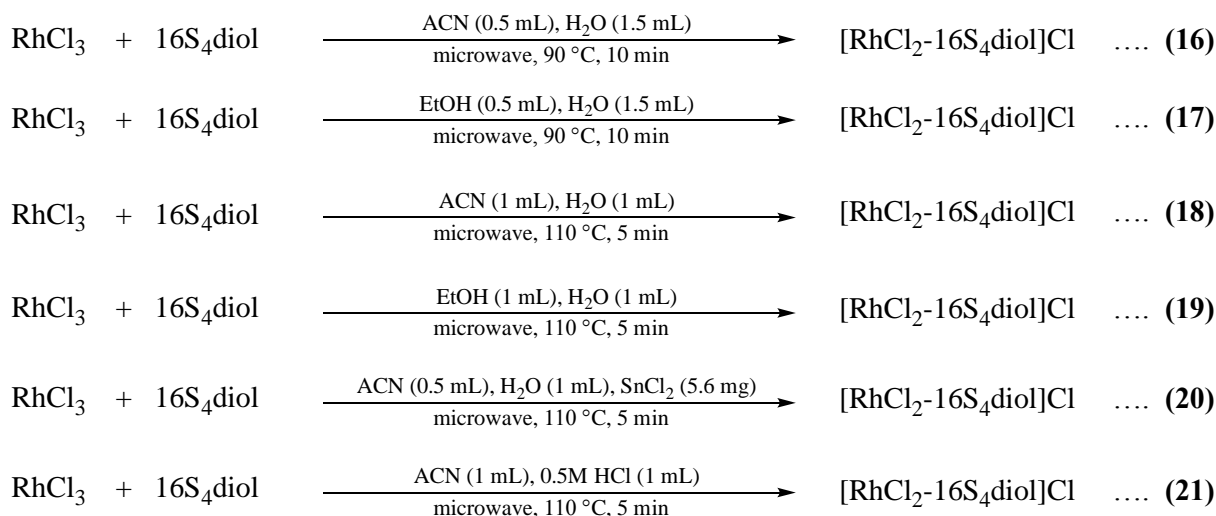 RhCl₃ + 16S₄diol ACN (0.5 mL), H₂O (1.5 mL) microwave, 90 °C, 10 min [RhCl₂-16S₄diol]Cl …. (16)
RhCl₃ + 16S₄diol EtOH (0.5 mL), H₂O (1.5 mL) microwave, 90 °C, 10 min [RhCl₂-16S₄diol]Cl …. (17)
RhCl₃ + 16S₄diol ACN (1 mL), H₂O (1 mL) microwave, 110 °C, 5 min [RhCl₂-16S₄diol]Cl …. (18)
RhCl₃ + 16S₄diol EtOH (1 mL), H₂O (1 mL) microwave, 110 °C, 5 min [RhCl₂-16S₄diol]Cl …. (19)
RhCl₃ + 16S₄diol ACN (0.5 mL), H₂O (1 mL), SnCl₂ (5.6 mg) microwave, 110 °C, 5 min [RhCl₂-16S₄diol]Cl …. (20)
RhCl₃ + 16S₄diol ACN (1 mL), 0.5M HCl (1 mL) microwave, 110 °C, 5 min [RhCl₂-16S₄diol]Cl …. (21)